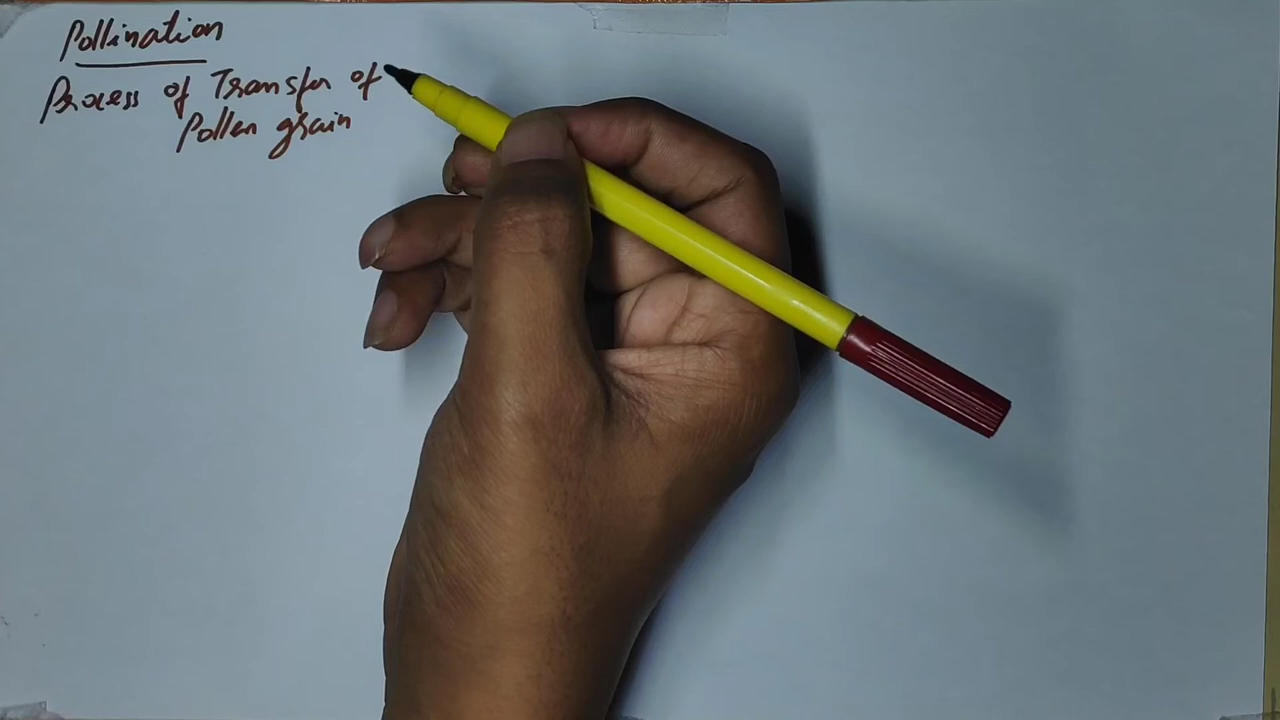 Pollination
Process of Transfer of
Pollen grain